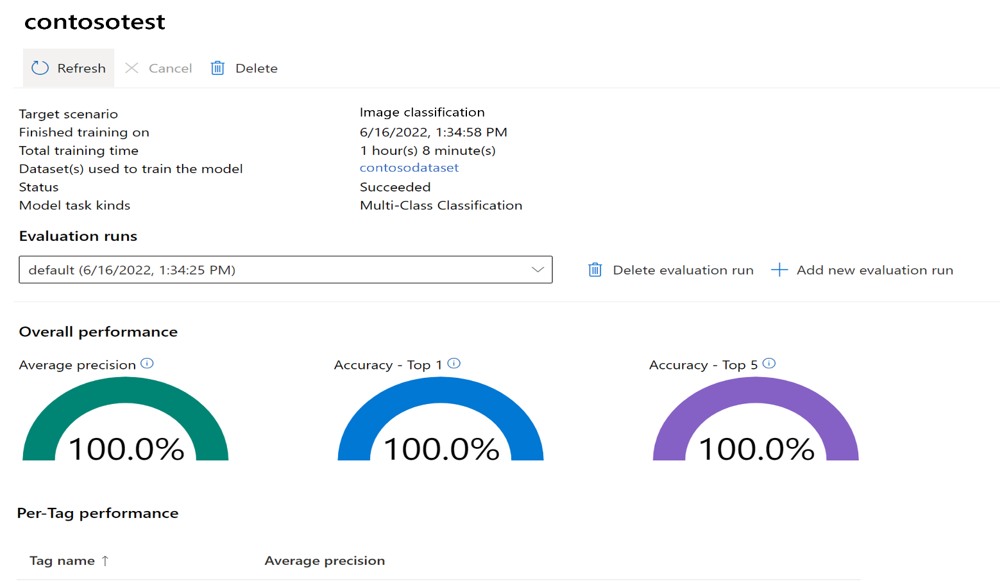 contosotest
Refresh Cancel Delete
Target scenario Image classification
Finished training on 6/16/2022, 1:34:58 PM
Total training time 1 hour(s) 8 minute(s)
Dataset(s) used to train the model contosodataset
Status Succeeded
Model task kinds Multi-Class Classification
Evaluation runs
default (6/16/2022, 1:34:25 PM) Delete evaluation run Add new evaluation run
Overall performance
Average precision Accuracy - Top 1 Accuracy - Top 5
100.0% 100.0% 100.0%
Per-Tag performance
Tag name ↑ Average precision